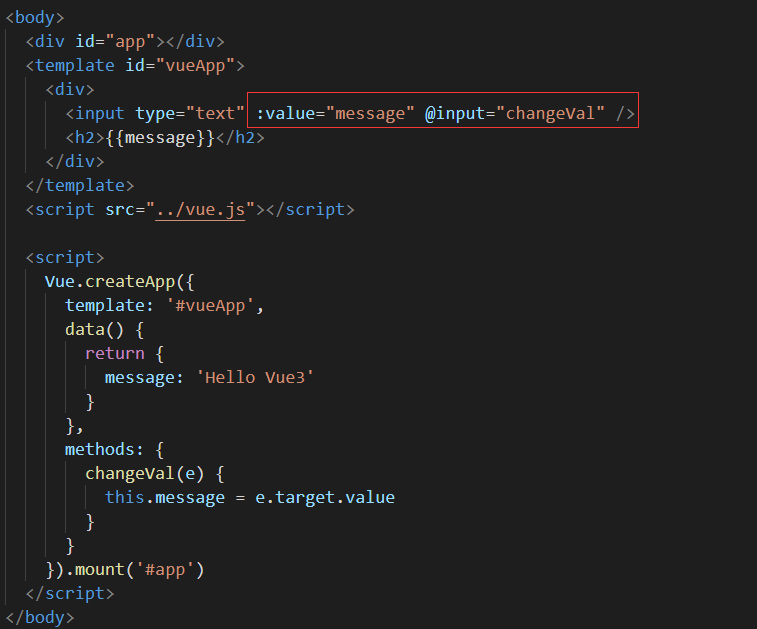 <body>
<div id="app"></div>
<template id="vueApp">
<div>
<input type="text" :value="message" @input="changeVal" />
<h2>{{message}}</h2>
</div>
</template>
<script src="../vue.js"></script>
<script>
Vue.createApp({
template: '#vueApp',
data() {
return {
message: 'Hello Vue3'
}
},
methods: {
changeVal(e) {
this.message = e.target.value
}
}
}).mount('#app')
</script>
</body>